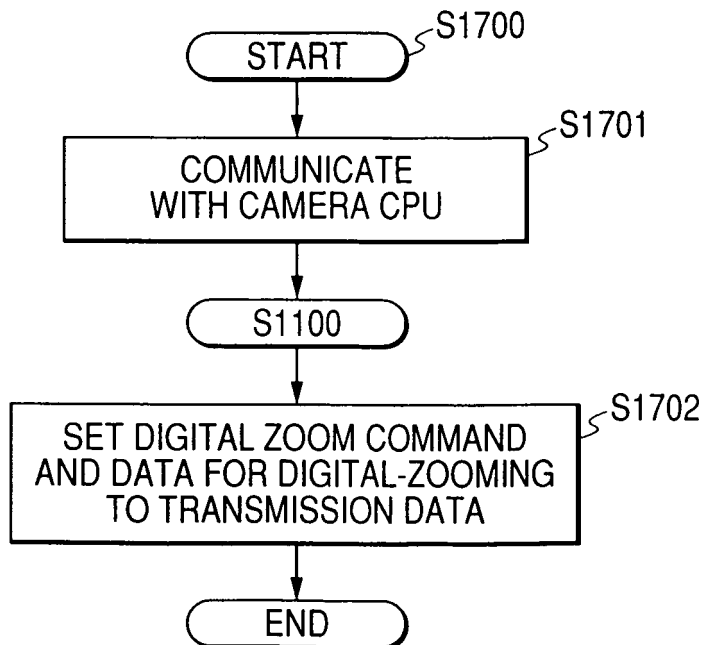 S1700
START
S1701
COMMUNICATE
WITH CAMERA CPU
S1100
S1702
SET DIGITAL ZOOM COMMAND
AND DATA FOR DIGITAL-ZOOMING
TO TRANSMISSION DATA
END